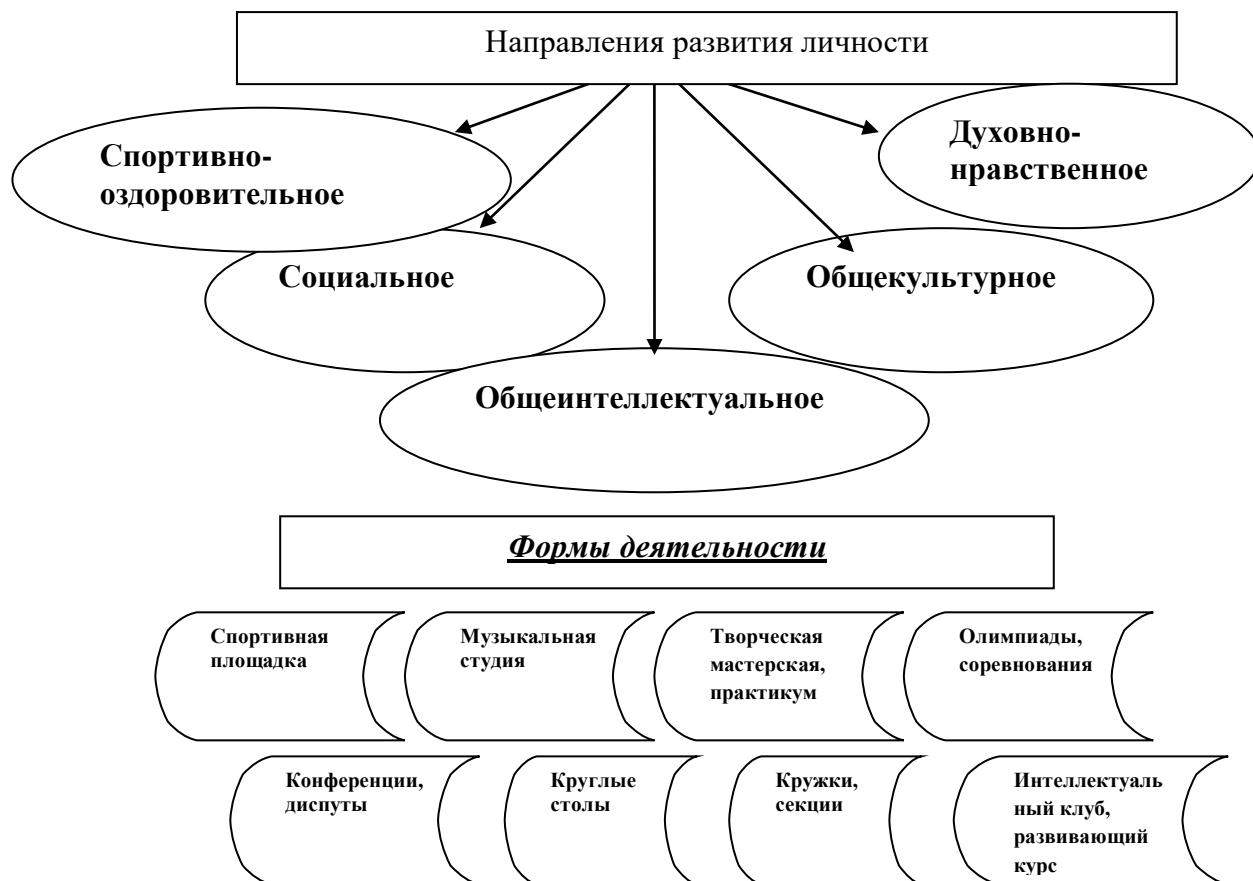 Направления развития личности
Спортивно-
оздоровительное
Духовно-
нравственное
Социальное
Общекультурное
Общеинтеллектуальное
Формы деятельности
Спортивная
площадка
Музыкальная
студия
Творческая
мастерская,
практикум
Олимпиады,
соревнования
Конференции,
диспуты
Круглые
столы
Кружки,
секции
Интеллектуаль
ный клуб,
развивающий
курс